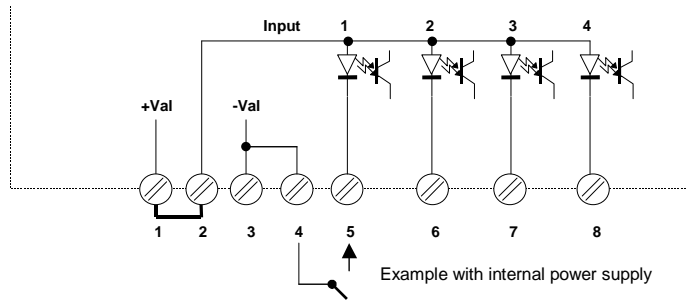 Input 1 2 3 4
+Val -Val
1 2 3 4 5 6 7 8
Example with internal power supply